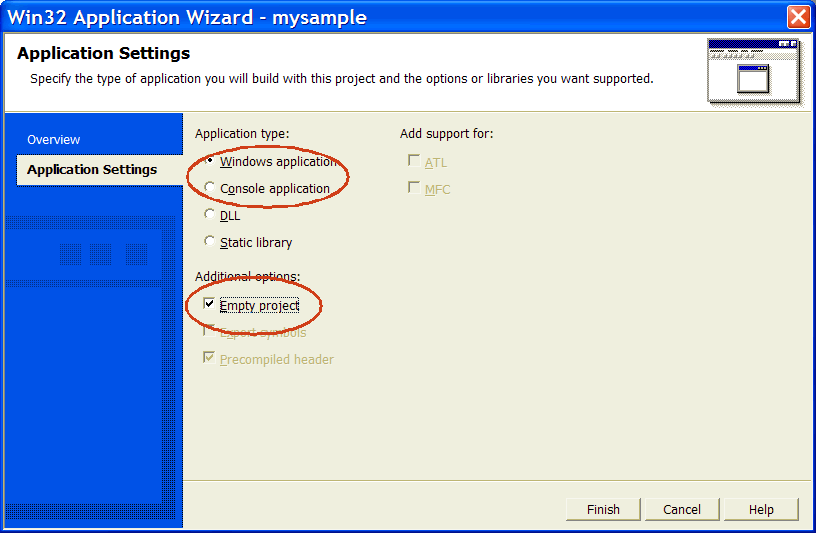 Win32 Application Wizard - mysample
Application Settings
Specify the type of application you will build with this project and the options or libraries you want supported.
Overview
Application Settings
Application type:
Windows application
Console application
DLL
Static library
Add support for:
ATL
MFC
Additional options:
Empty project
Export symbols
Precompiled header
Finish
Cancel
Help